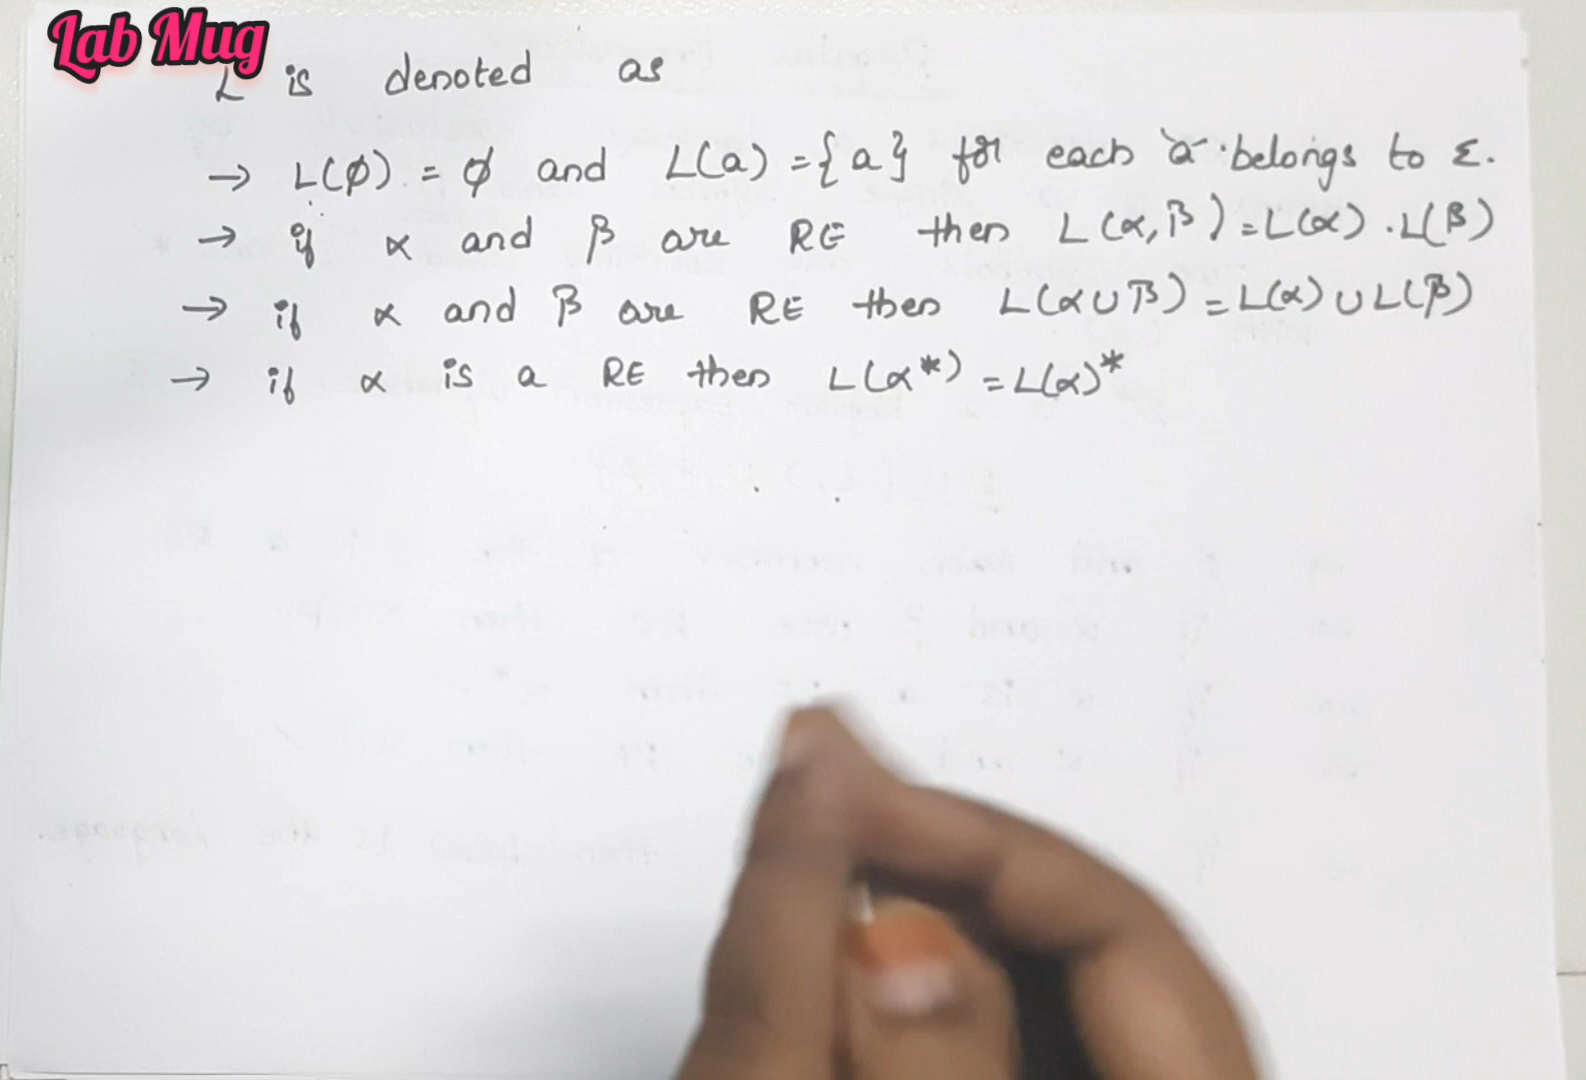 Lab Mug
L is denoted as
→ L(ϕ) = ϕ and L(a) = {a} for each 'a' belongs to Σ.
→ if α and β are RE then L(α, β) = L(α) . L(β)
→ if α and β are RE then L(α ∪ β) = L(α) ∪ L(β)
→ if α is a RE then L(α*) = L(α)*